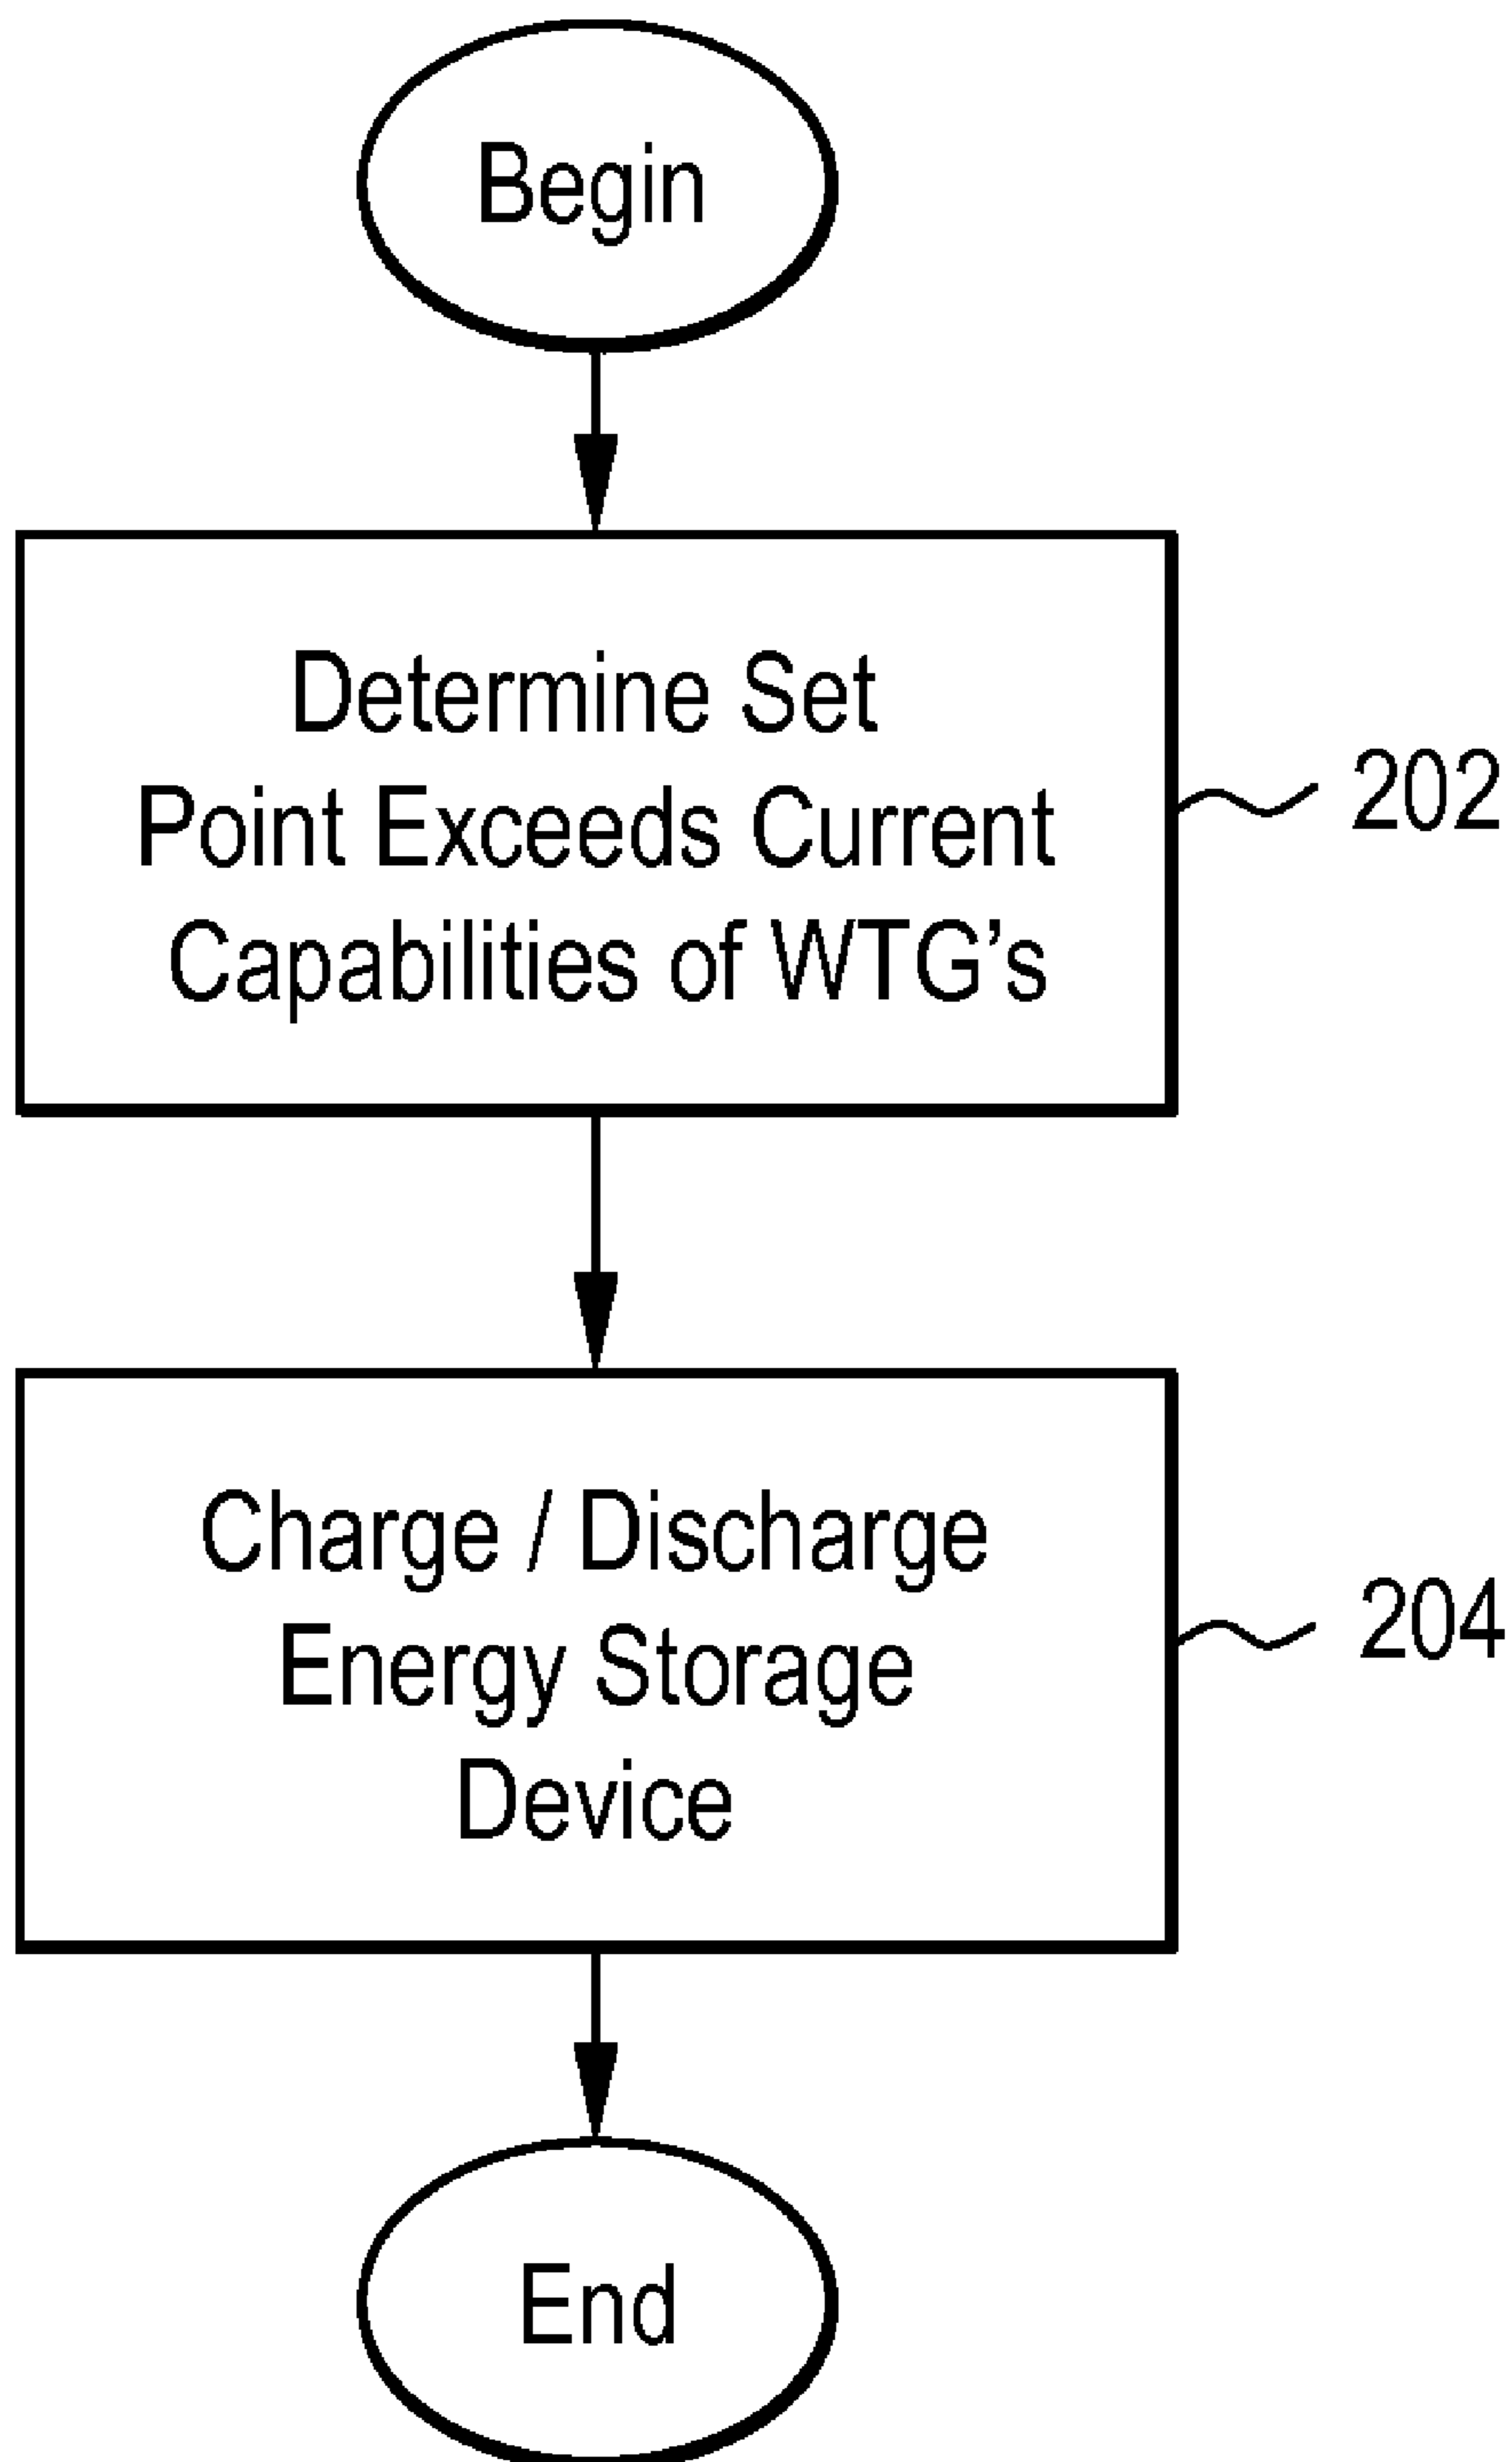 Begin
Determine Set
Point Exceeds Current
Capabilities of WTG's
202
Charge / Discharge
Energy Storage
Device
204
End